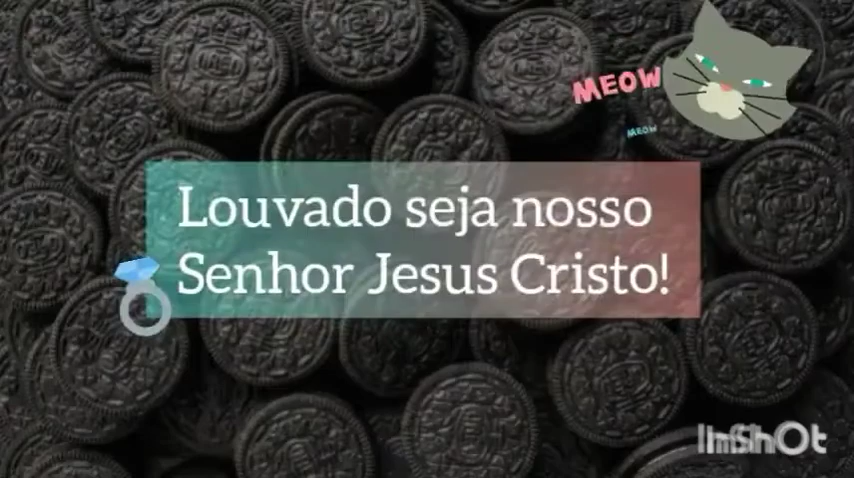 MEOW
MEOW
Louvado seja nosso
Senhor Jesus Cristo!
InShOt